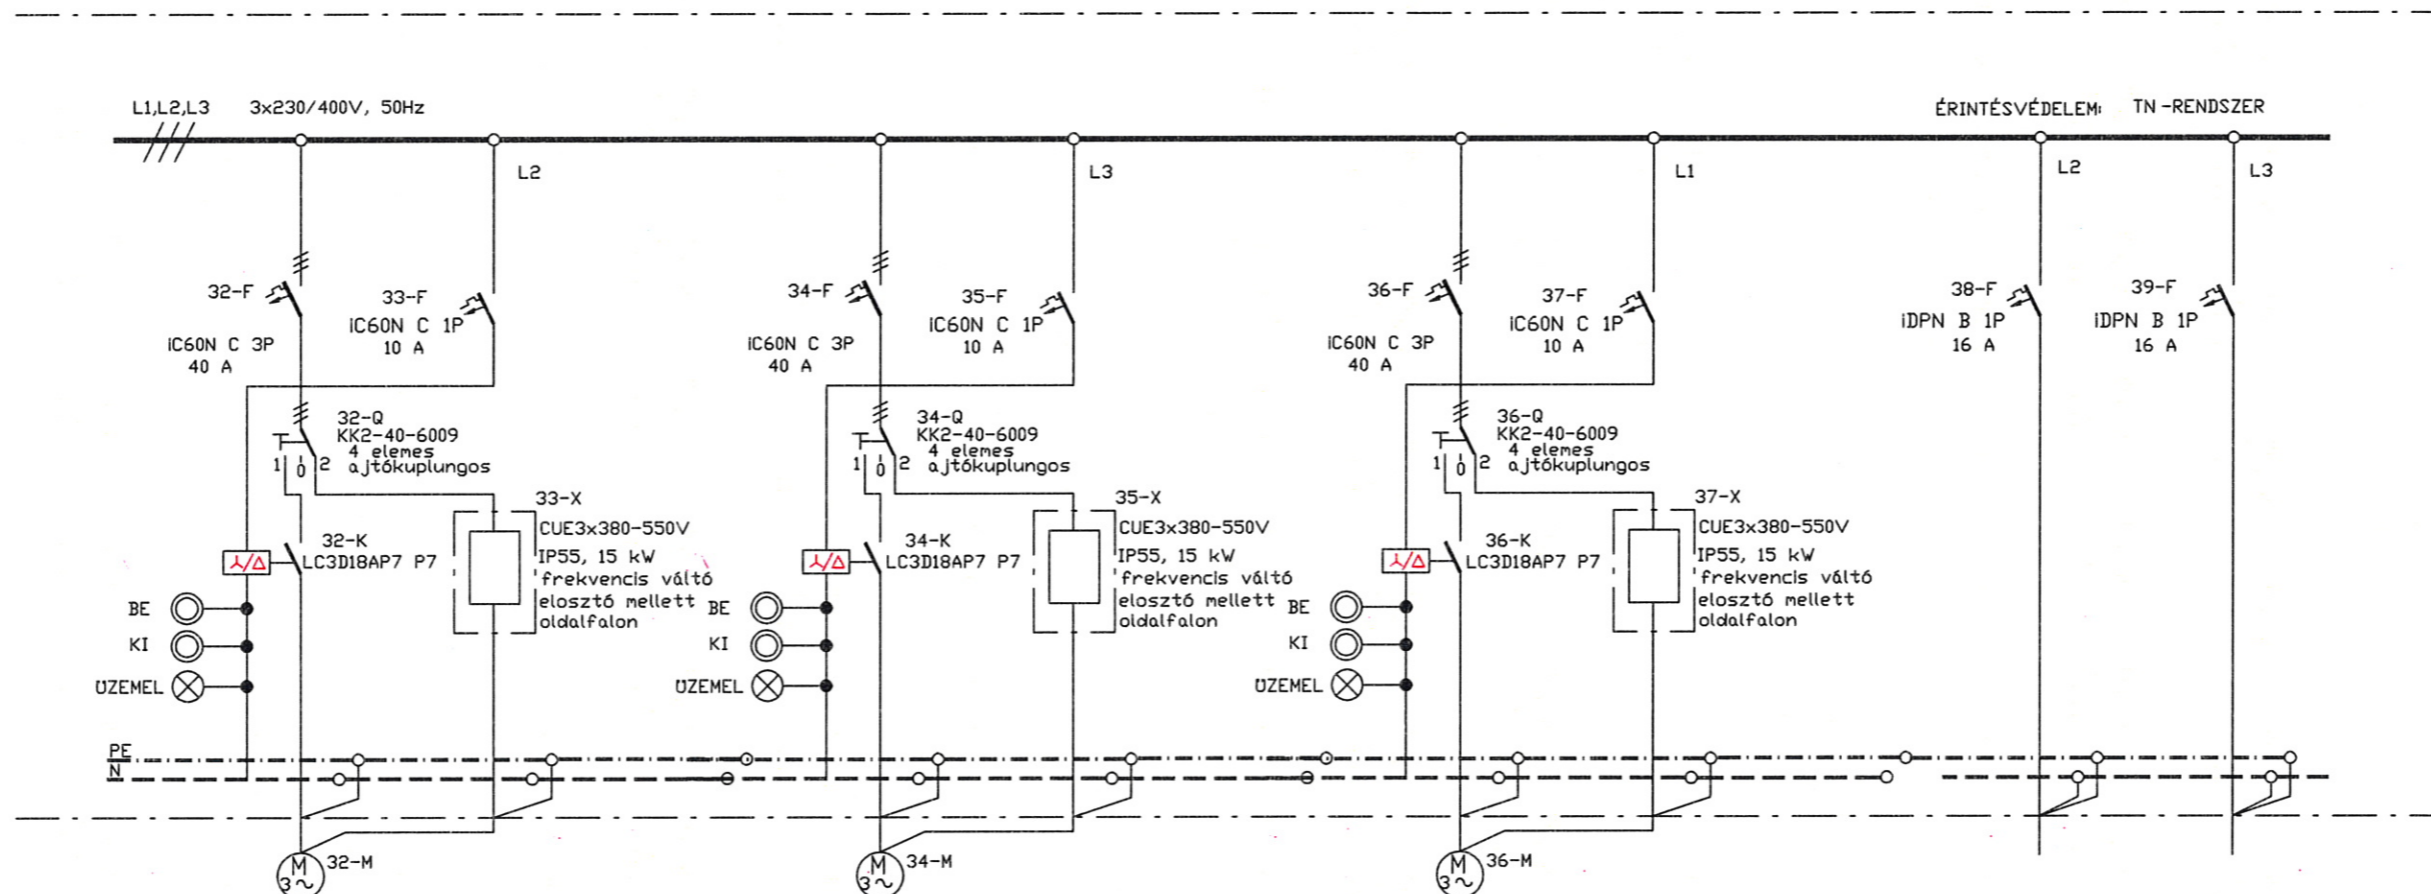 L1,L2,L3 3x230/400V, 50Hz
ÉRINTÉSVÉDELEM: TN-RENDSZER
L2
L3
L1
L2
L3
32-F
iC60N C 3P
40 A
33-F
iC60N C 1P
10 A
34-F
iC60N C 3P
40 A
35-F
iC60N C 1P
10 A
36-F
iC60N C 3P
40 A
37-F
iC60N C 1P
10 A
38-F
iDPN B 1P
16 A
39-F
iDPN B 1P
16 A
32-Q
KK2-40-6009
4 elemes
ajtókuplungos
1 0 2
34-Q
KK2-40-6009
4 elemes
ajtókuplungos
1 0 2
36-Q
KK2-40-6009
4 elemes
ajtókuplungos
1 0 2
32-K
LC3D18AP7 P7
33-X
CUE3x380-550V
IP55, 15 kW
frekvencis váltó
elosztó mellett
oldalfalon
34-K
LC3D18AP7 P7
35-X
CUE3x380-550V
IP55, 15 kW
frekvencis váltó
elosztó mellett
oldalfalon
36-K
LC3D18AP7 P7
37-X
CUE3x380-550V
IP55, 15 kW
frekvencis váltó
elosztó mellett
oldalfalon
BE
KI
ÜZEMEL
BE
KI
ÜZEMEL
BE
KI
ÜZEMEL
PE
N
M
3~
32-M
M
3~
34-M
M
3~
36-M